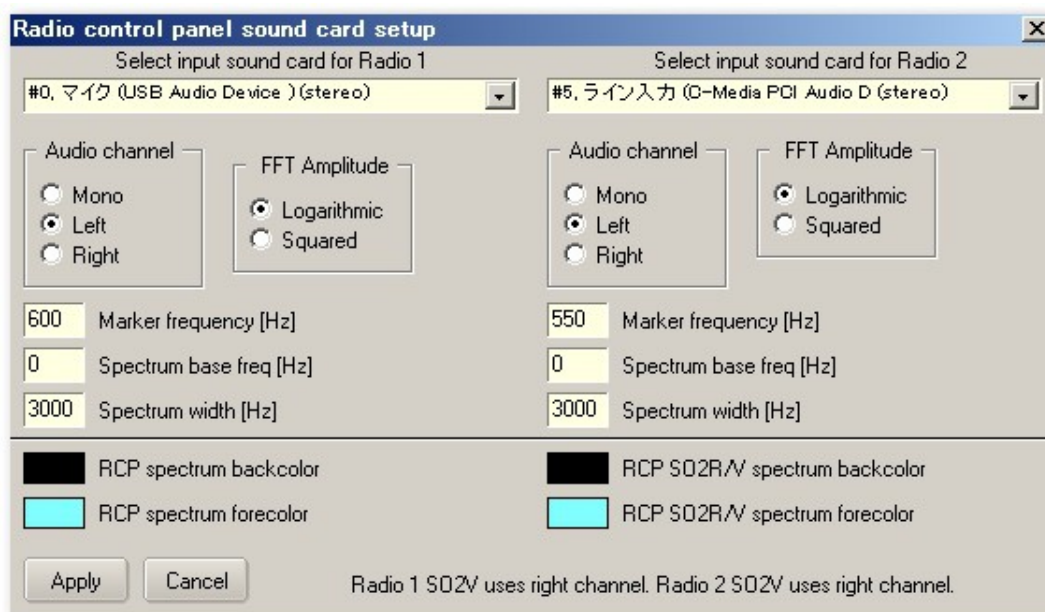 Radio control panel sound card setup
Select input sound card for Radio 1
Select input sound card for Radio 2
#0, マイク (USB Audio Device ) (stereo)
#5, ライン入力 (C-Media PCI Audio D (stereo)
Audio channel
FFT Amplitude
Audio channel
FFT Amplitude
Mono
Logarithmic
Mono
Logarithmic
Left
Squared
Left
Squared
Right
Right
600 Marker frequency [Hz]
550 Marker frequency [Hz]
0 Spectrum base freq [Hz]
0 Spectrum base freq [Hz]
3000 Spectrum width [Hz]
3000 Spectrum width [Hz]
RCP spectrum backcolor
RCP SO2R/V spectrum backcolor
RCP spectrum forecolor
RCP SO2R/V spectrum forecolor
Apply
Cancel
Radio 1 SO2V uses right channel. Radio 2 SO2V uses right channel.